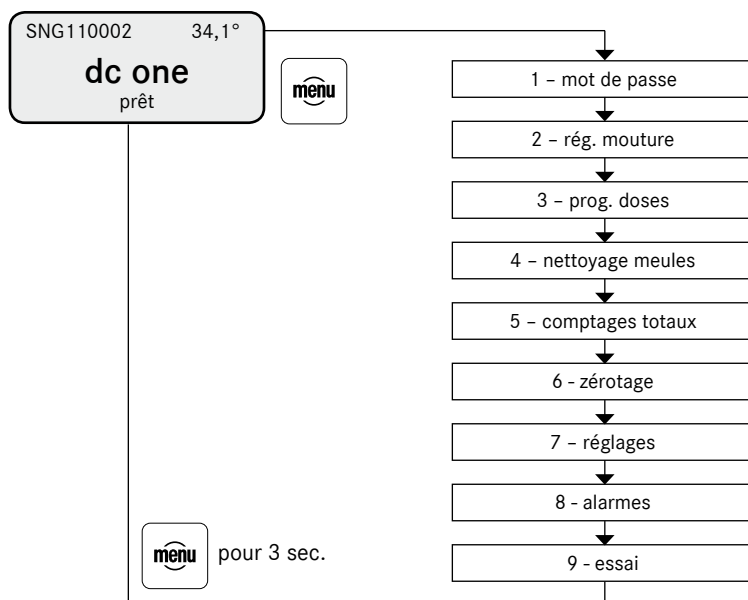 SNG110002 34,1°
dc one
prêt
menu
1 – mot de passe
2 – rég. mouture
3 – prog. doses
4 – nettoyage meules
5 – comptages totaux
6 - zérotage
7 – réglages
8 - alarmes
9 - essai
menu pour 3 sec.